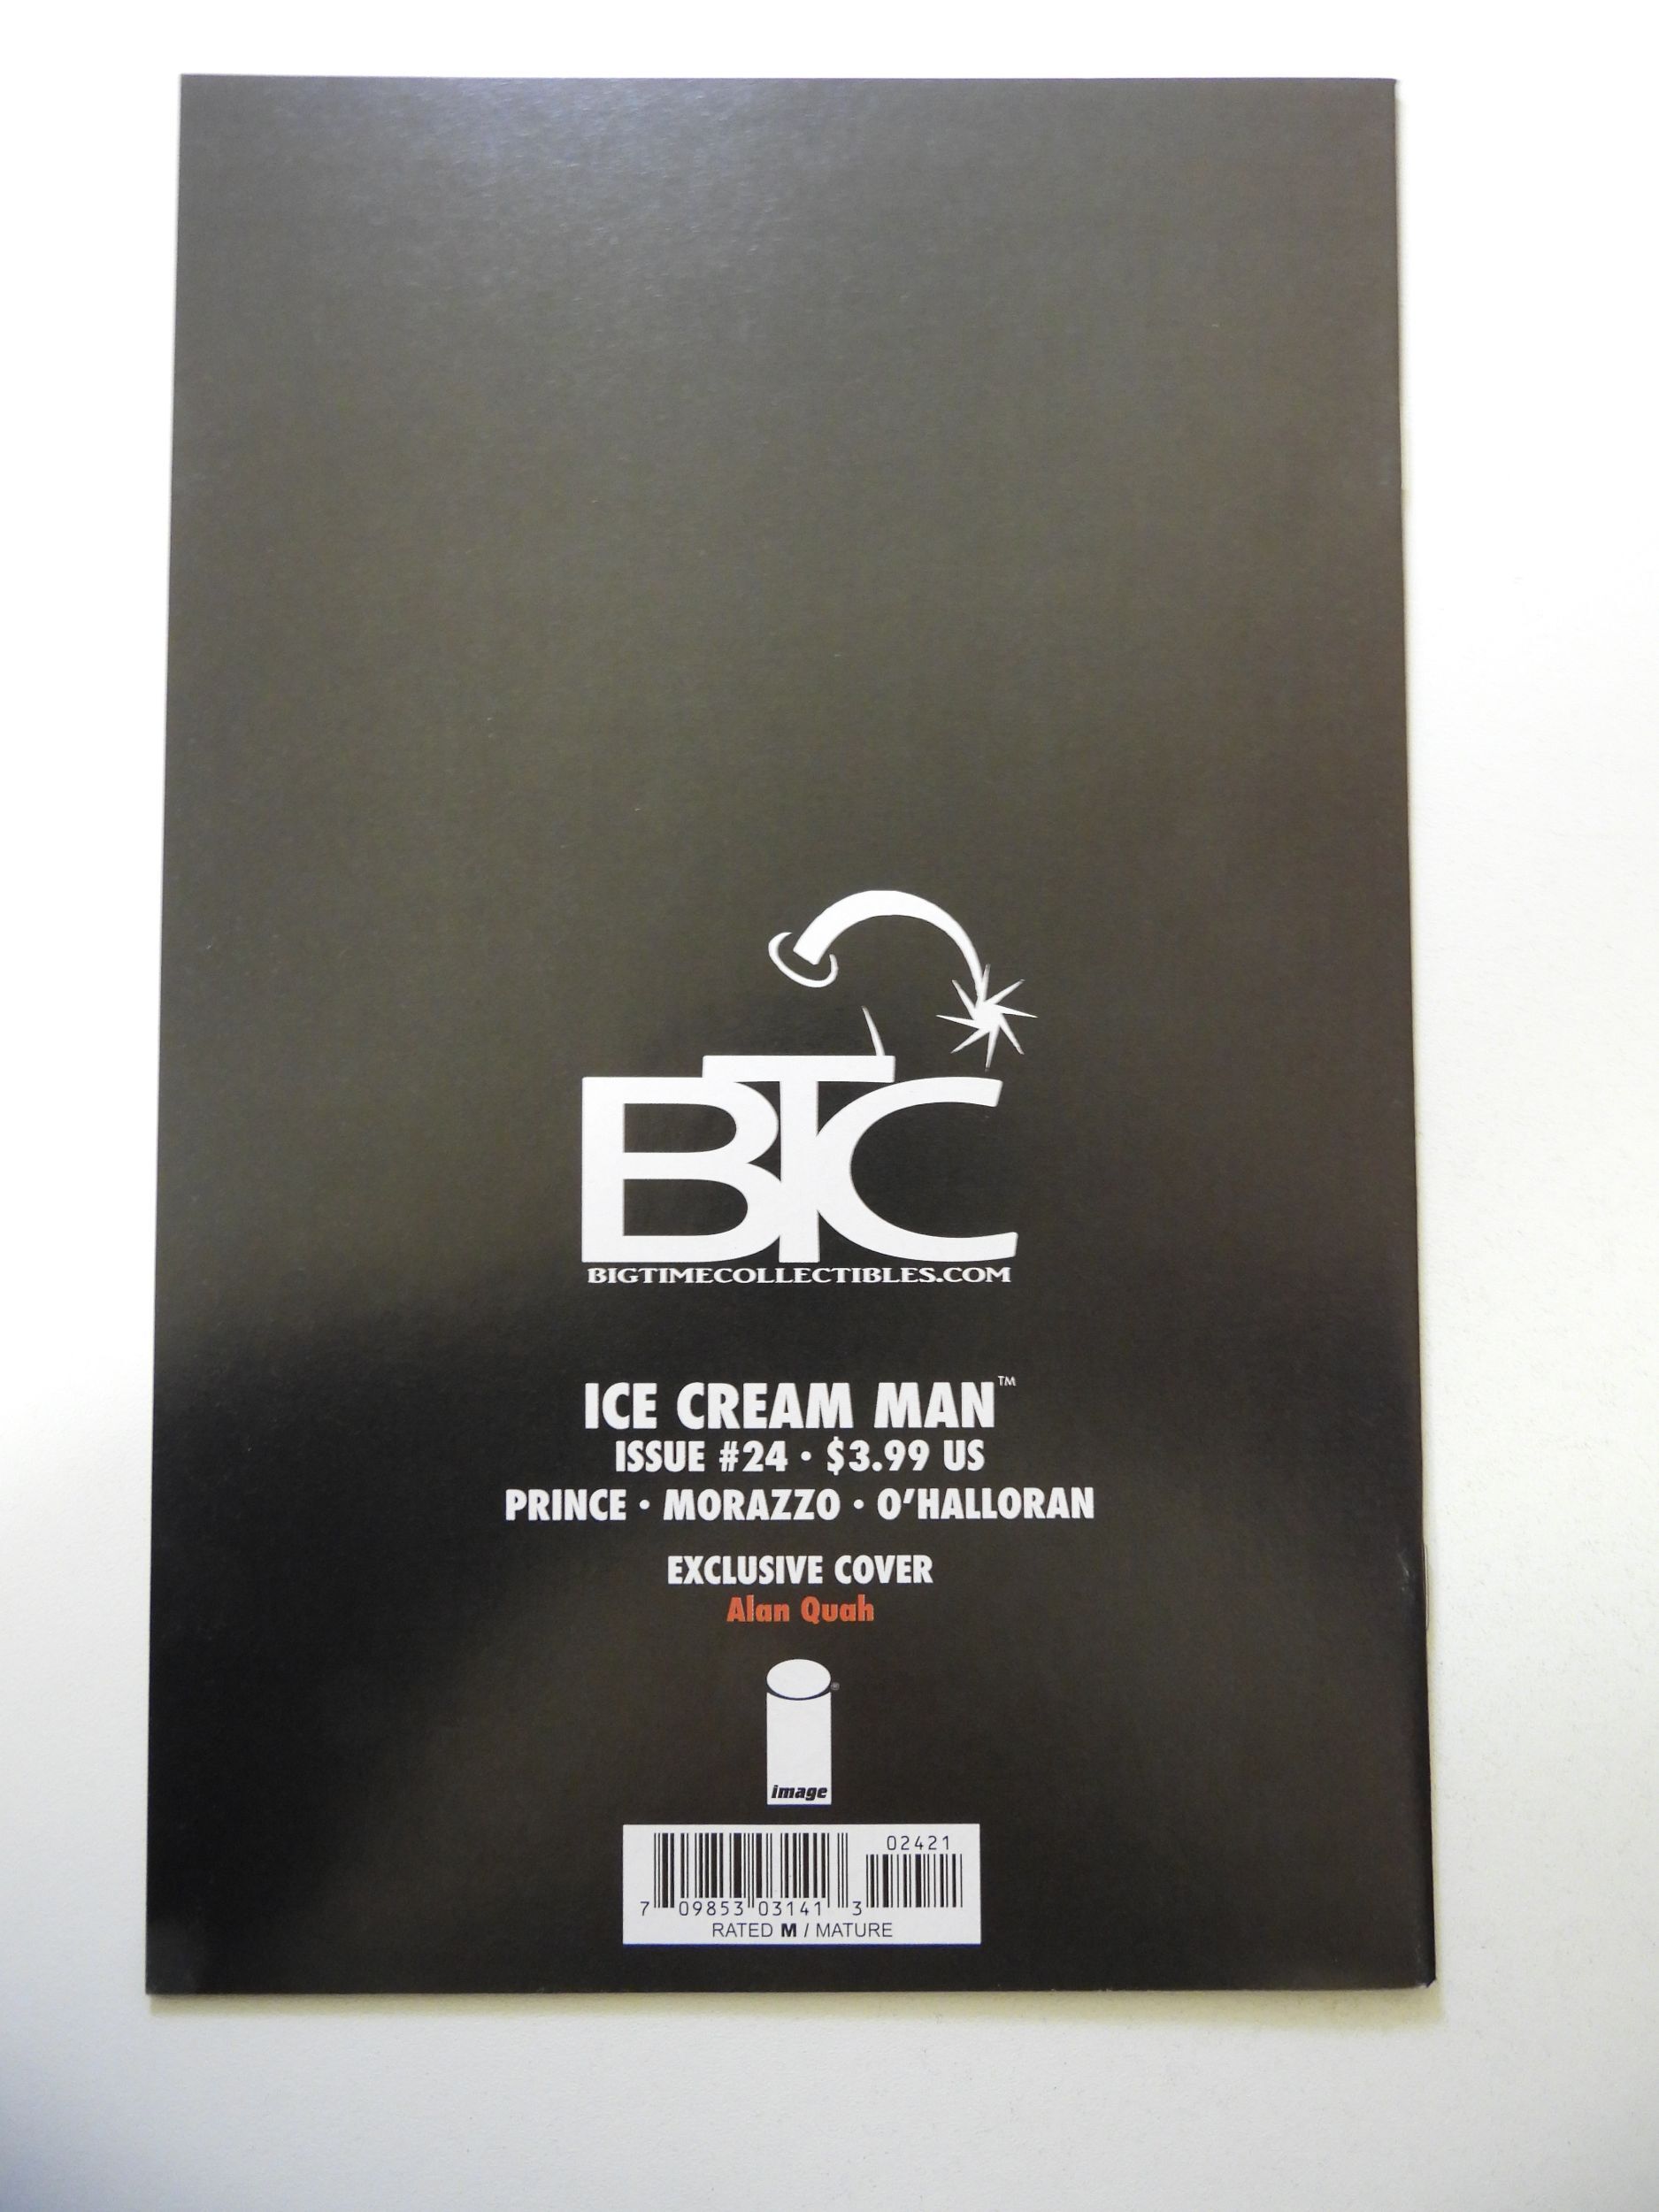 BTC
BIGTIMECOLLECTIBLES.COM
ICE CREAM MAN™
ISSUE #24 • $3.99 US
PRINCE • MORAZZO • O'HALLORAN
EXCLUSIVE COVER
Alan Quah
image®
02421
7 09853 03141 3
RATED M / MATURE